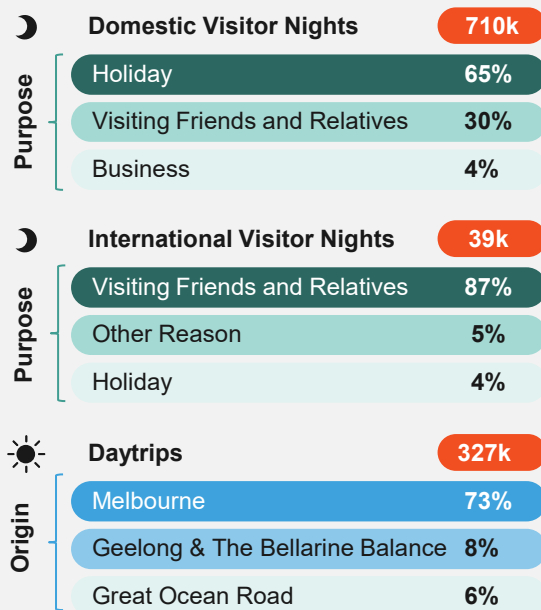 Domestic Visitor Nights 710k
Purpose
Holiday 65%
Visiting Friends and Relatives 30%
Business 4%
International Visitor Nights 39k
Purpose
Visiting Friends and Relatives 87%
Other Reason 5%
Holiday 4%
Daytrips 327k
Origin
Melbourne 73%
Geelong & The Bellarine Balance 8%
Great Ocean Road 6%